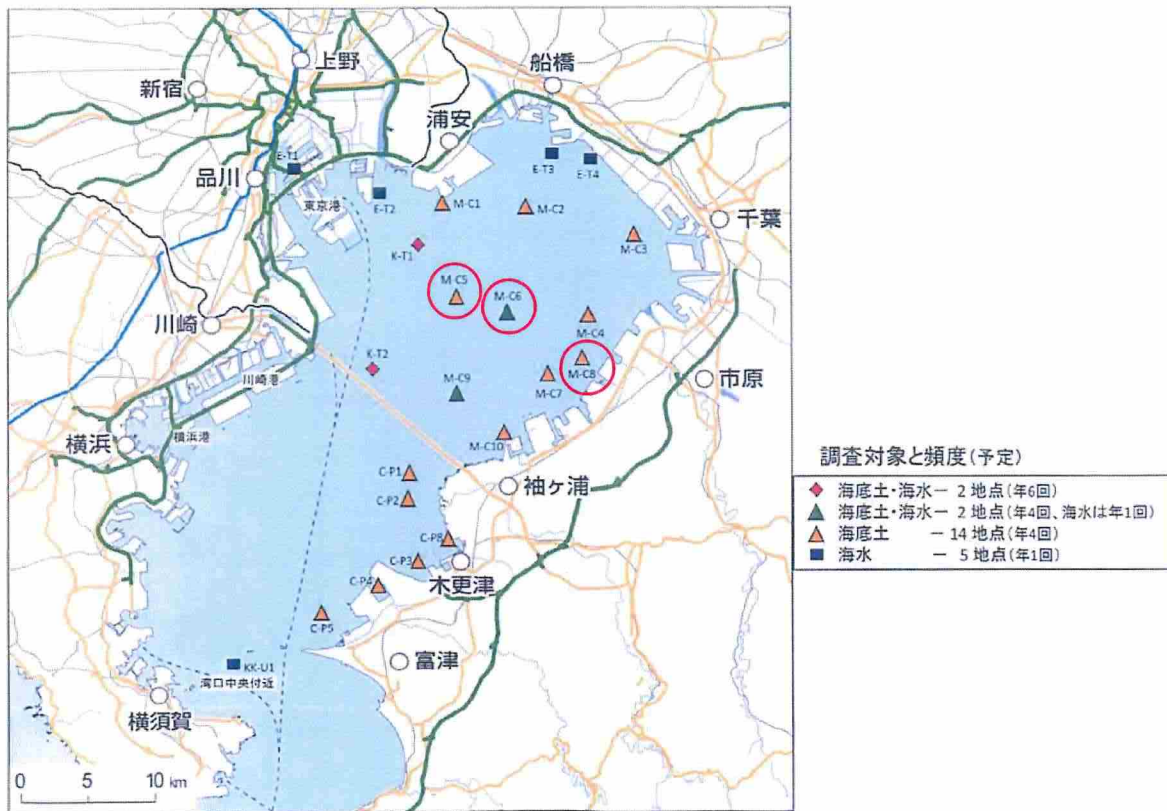 上野
船橋
新宿
浦安
E-T1
E-T3
E-T4
品川
E-T2
東京港
M-C1
M-C2
千葉
M-C3
K-T1
M-C5
M-C6
川崎
M-C4
K-T2
M-C8
川崎港
M-C9
M-C7
市原
横浜港
横浜
M-C10
C-P1
袖ヶ浦
C-P2
C-P8
C-P3
木更津
C-P4
C-P5
KK-U1
湾口中央付近
富津
横須賀
0 5 10 km
調査対象と頻度(予定)
海底土・海水ー 2 地点(年6回)
海底土・海水ー 2 地点(年4回、海水は年1回)
海底土 ー 14 地点(年4回)
海水 ー 5 地点(年1回)